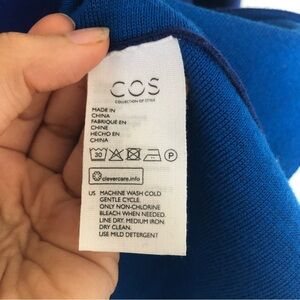 COS
COLLECTION OF STYLE
MADE IN
CHINA
FABRIQUÉ EN
CHINE
HECHO EN
CHINA
30 P
clevercare.info
US MACHINE WASH COLD
GENTLE CYCLE.
ONLY NON-CHLORINE
BLEACH WHEN NEEDED.
LINE DRY. MEDIUM IRON.
DRY CLEAN.
USE MILD DETERGENT